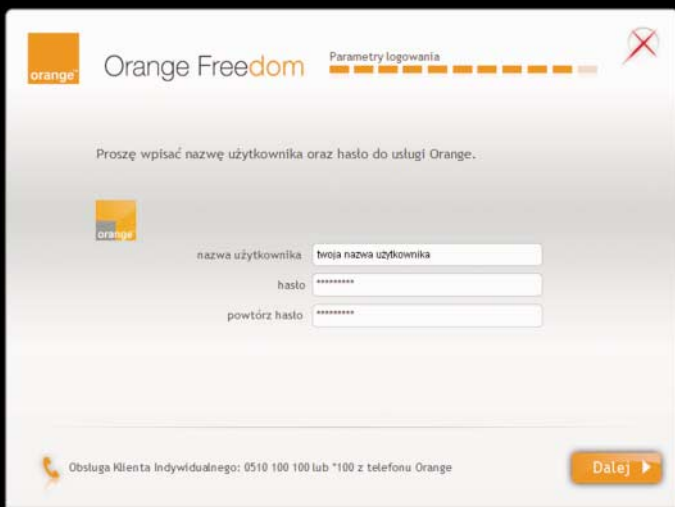 orange™
Orange Freedom
Parametry logowania
Proszę wpisać nazwę użytkownika oraz hasło do usługi Orange.
orange
nazwa użytkownika
twoja nazwa użytkownika
hasło
*********
powtórz hasło
*********
Obsługa Klienta Indywidualnego: 0510 100 100 lub *100 z telefonu Orange
Dalej